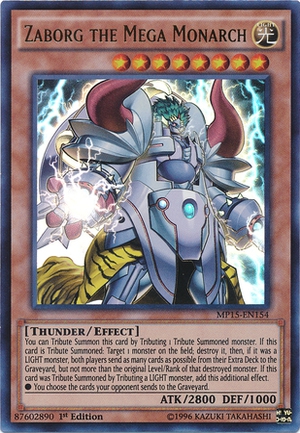 ZABORG THE MEGA MONARCH
LIGHT
光
MP15-EN154
[THUNDER/EFFECT]
You can Tribute Summon this card by Tributing 1 Tribute Summoned monster. If this
card is Tribute Summoned: Target 1 monster on the field; destroy it, then, if it was a
LIGHT monster, both players send as many cards as possible from their Extra Deck to the
Graveyard, but not more than the original Level/Rank of that destroyed monster. If this
card was Tribute Summoned by Tributing a LIGHT monster, add this additional effect.
● You choose the cards your opponent sends to the Graveyard.
ATK/2800 DEF/1000
87602890 1st Edition ©1996 KAZUKI TAKAHASHI